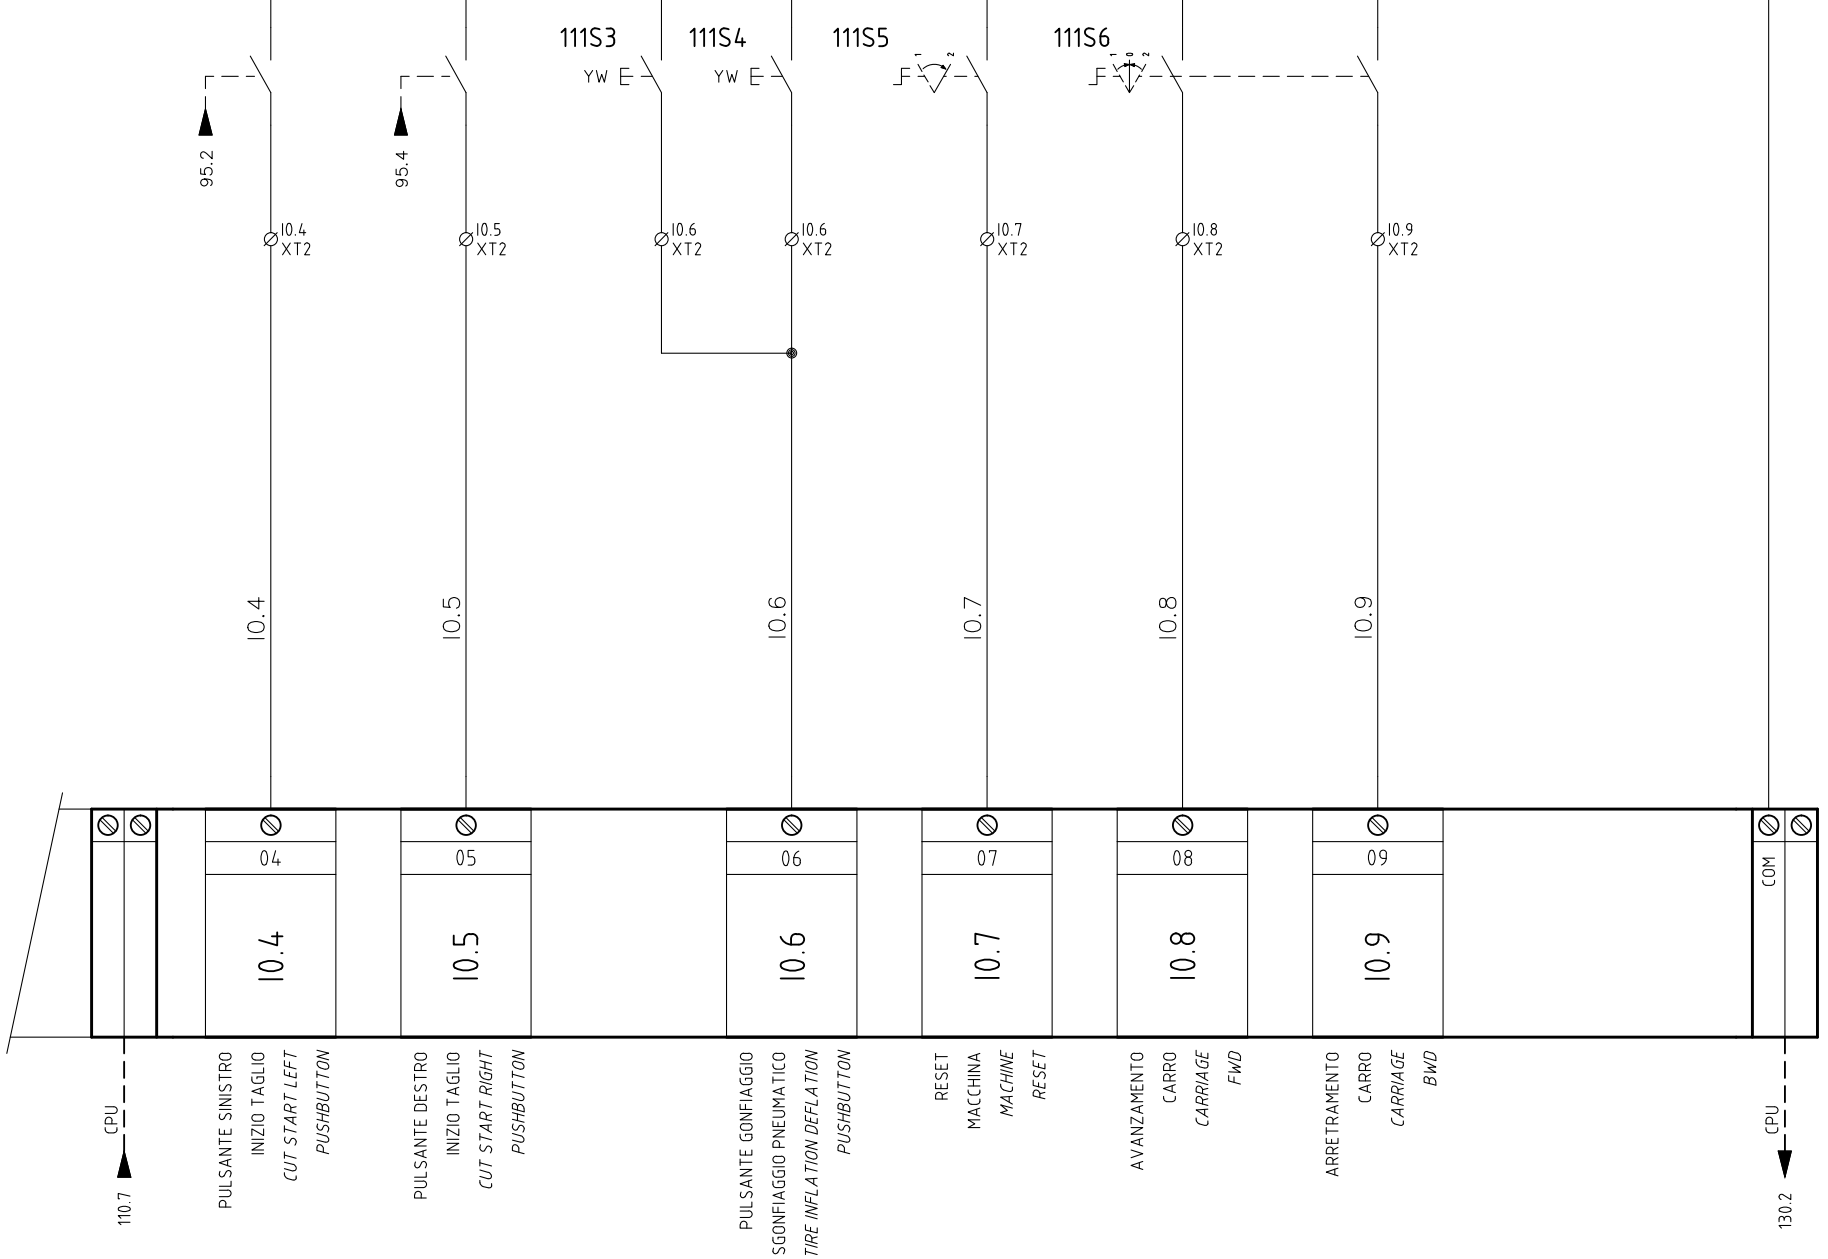 111S3
111S4
111S5
111S6
1
2
1
0
2
YW
YW
95.2
95.4
I0.4
XT2
I0.5
XT2
I0.6
XT2
I0.6
XT2
I0.7
XT2
I0.8
XT2
I0.9
XT2
I0.4
I0.5
I0.6
I0.7
I0.8
I0.9
04
05
06
07
08
09
COM
I0.4
I0.5
I0.6
I0.7
I0.8
I0.9
CPU
110.7
PULSANTE SINISTRO
INIZIO TAGLIO
CUT START LEFT
PUSHBUTTON
PULSANTE DESTRO
INIZIO TAGLIO
CUT START RIGHT
PUSHBUTTON
PULSANTE GONFIAGGIO
SGONFIAGGIO PNEUMATICO
TIRE INFLATION DEFLATION
PUSHBUTTON
RESET
MACCHINA
MACHINE
RESET
AVANZAMENTO
CARRO
CARRIAGE
FWD
ARRETRAMENTO
CARRO
CARRIAGE
BWD
CPU
130.2